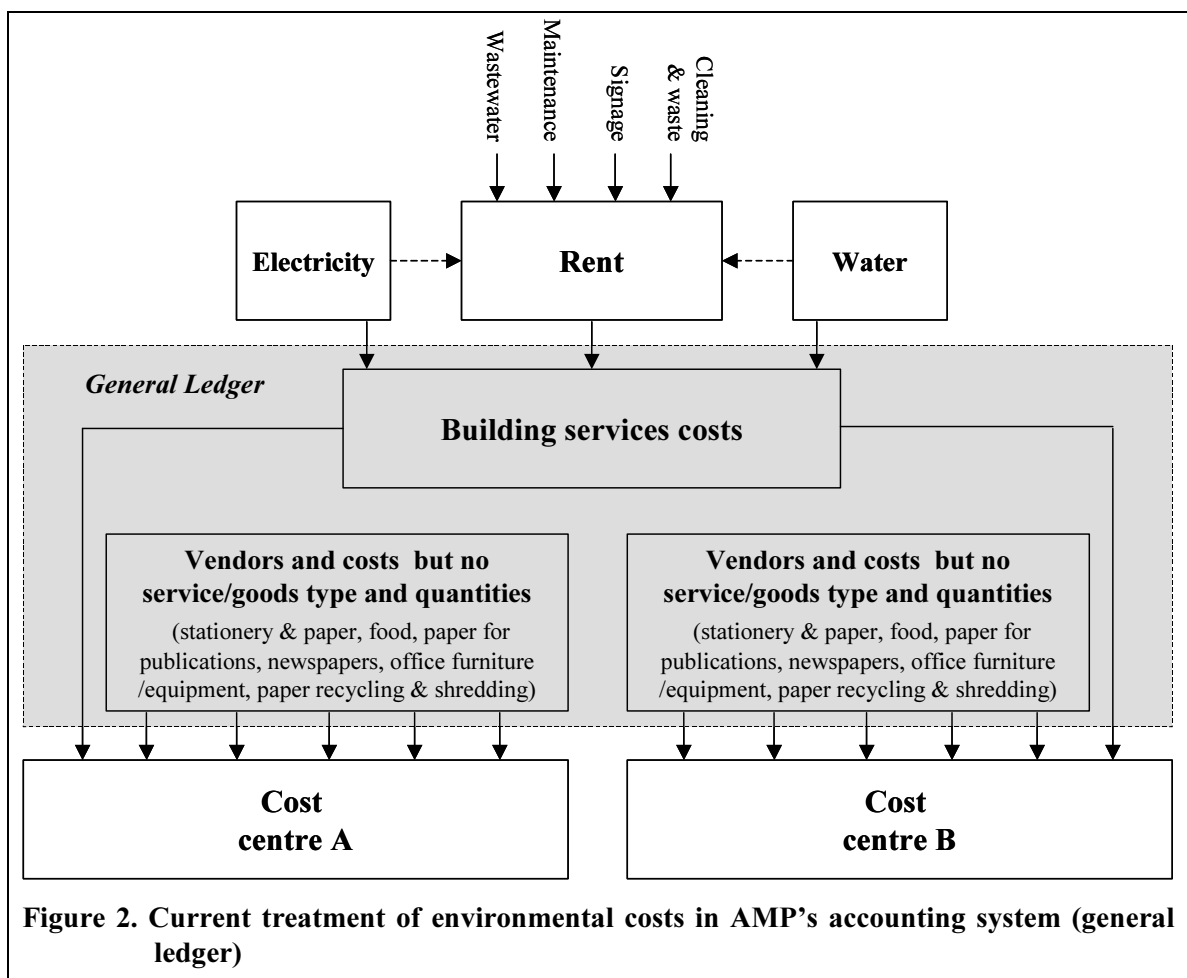 Wastewater
Maintenance
Signage
Cleaning
& waste
Electricity
Rent
Water
General Ledger
Building services costs
Vendors and costs but no
service/goods type and quantities
(stationery & paper, food, paper for
publications, newspapers, office furniture
/equipment, paper recycling & shredding)
Vendors and costs but no
service/goods type and quantities
(stationery & paper, food, paper for
publications, newspapers, office furniture
/equipment, paper recycling & shredding)
Cost
centre A
Cost
centre B
Figure 2. Current treatment of environmental costs in AMP's accounting system (general
ledger)